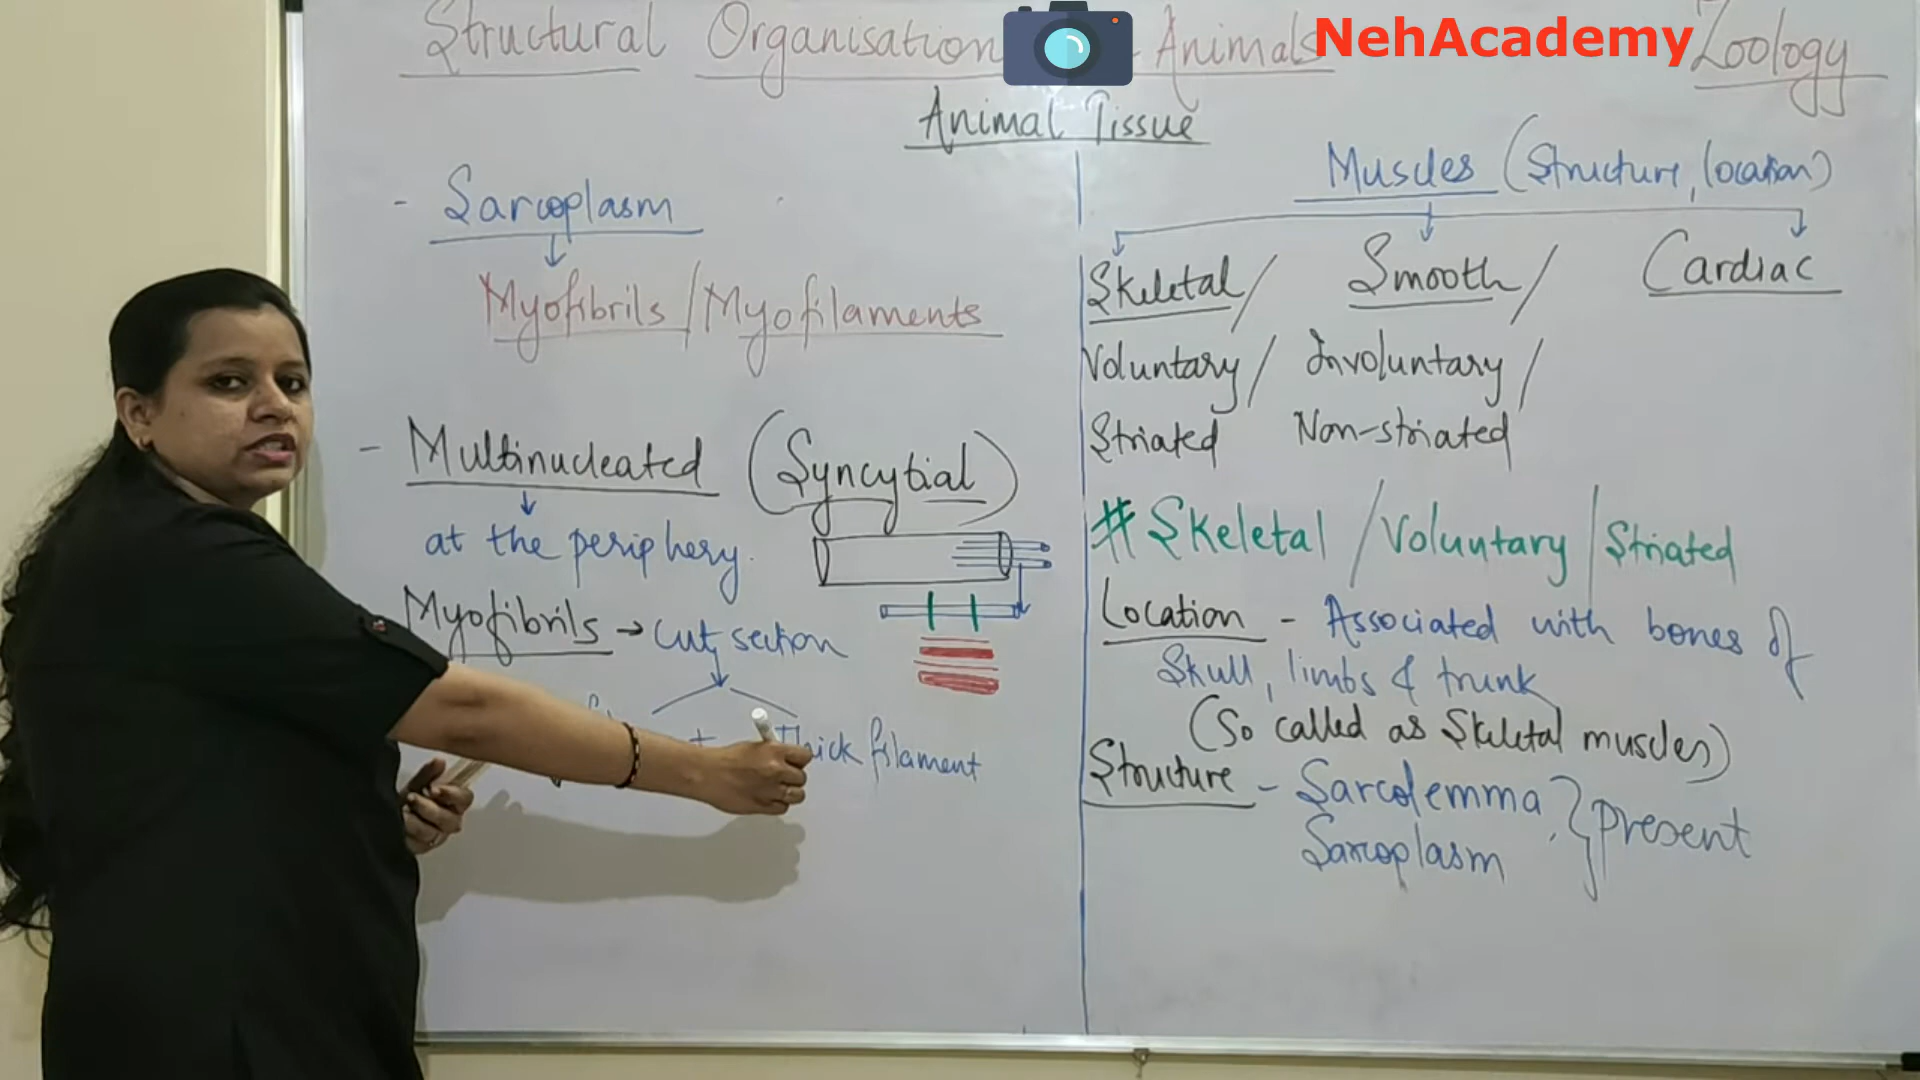 Structural Organisation Animals Zoology
NehAcademy
Animal Tissue
- Sarcoplasm
Myofibrils / Myofilaments
- Multinucleated (Syncytial)
at the periphery.
Myofibrils → Cut section
Thick filament
Muscles (Structure, location)
Skeletal / Smooth / Cardiac
Voluntary / Involuntary /
Striated Non-striated
# Skeletal / Voluntary / Striated
Location - Associated with bones of
Skull, limbs & trunk
(So called as Skeletal muscles)
Structure - Sarcolemma
Sarcoplasm } present